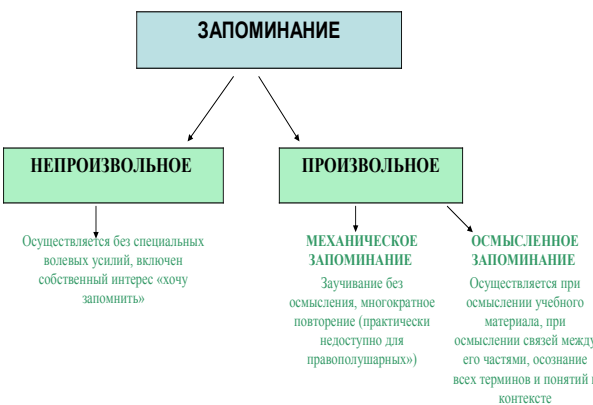 ЗАПОМИНАНИЕ
НЕПРОИЗВОЛЬНОЕ
ПРОИЗВОЛЬНОЕ
Осуществляется без специальных
волевых усилий, включен
собственный интерес «хочу
запомнить»
МЕХАНИЧЕСКОЕ
ЗАПОМИНАНИЕ
Заучивание без
осмысления, многократное
повторение (практически
недоступно для
правополушарных»)
ОСМЫСЛЕННОЕ
ЗАПОМИНАНИЕ
Осуществляется при
осмыслении учебного
материала, при
осмыслении связей между
его частями, осознание
всех терминов и понятий в
контексте